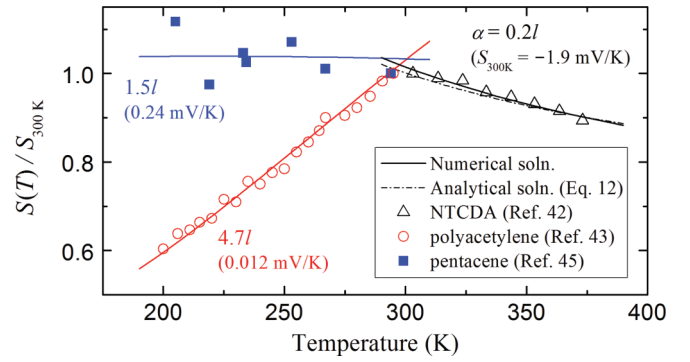 α = 0.2l
(S300K = −1.9 mV/K)
1.5l
(0.24 mV/K)
4.7l
(0.012 mV/K)
Numerical soln.
Analytical soln. (Eq. 12)
NTCDA (Ref. 42)
polyacetylene (Ref. 43)
pentacene (Ref. 45)
S(T) / S300 K
1.0
0.8
0.6
200 250 300 350 400
Temperature (K)